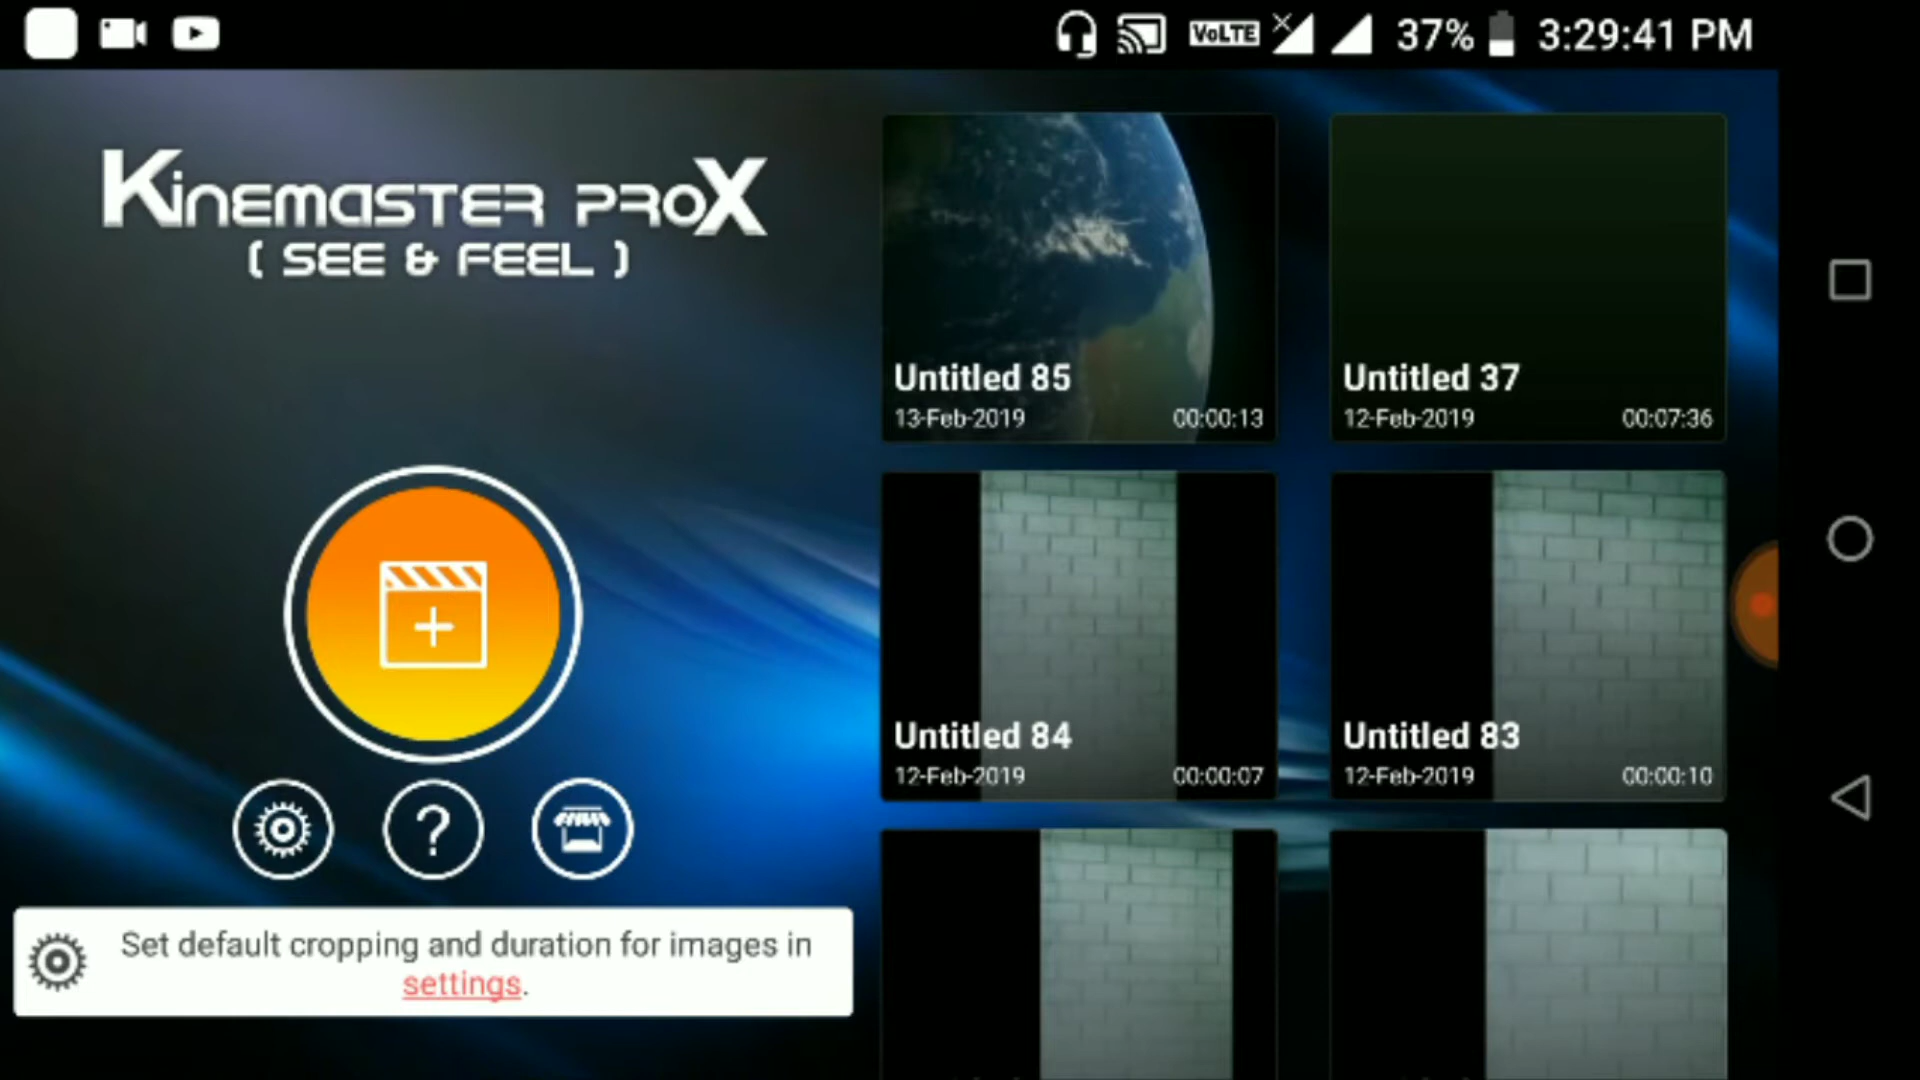 VoLTE 37% 3:29:41 PM
KINEMASTER PROX
( SEE & FEEL )
Set default cropping and duration for images in
settings.
Untitled 85
13-Feb-2019 00:00:13
Untitled 37
12-Feb-2019 00:07:36
Untitled 84
12-Feb-2019 00:00:07
Untitled 83
12-Feb-2019 00:00:10